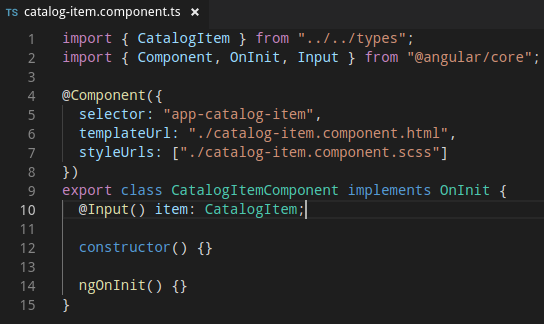 TS catalog-item.component.ts ×
1 import { CatalogItem } from "../../types";
2 import { Component, OnInit, Input } from "@angular/core";
3
4 @Component({
5   selector: "app-catalog-item",
6   templateUrl: "./catalog-item.component.html",
7   styleUrls: ["./catalog-item.component.scss"]
8 })
9 export class CatalogItemComponent implements OnInit {
10   @Input() item: CatalogItem;
11
12   constructor() {}
13
14   ngOnInit() {}
15 }